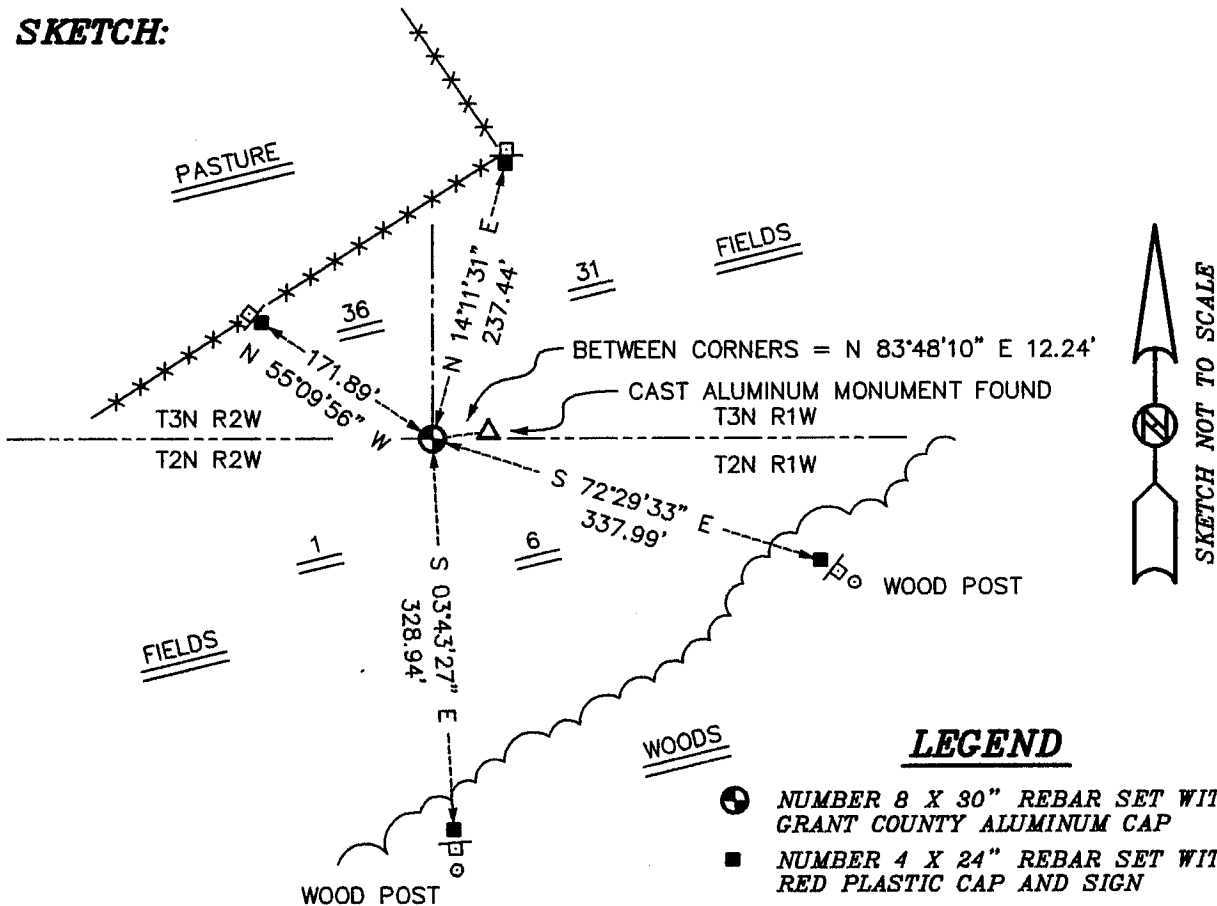 SKETCH:
PASTURE
FIELDS
31
36
N 14°11'31" E
237.44'
171.89'
N 55°09'56" W
BETWEEN CORNERS = N 83°48'10" E 12.24'
CAST ALUMINUM MONUMENT FOUND
T3N R2W
T3N R1W
T2N R2W
T2N R1W
S 72°29'33" E
337.99'
1
6
WOOD POST
S 03°43'27" E
328.94'
FIELDS
WOODS
WOOD POST
N
SKETCH NOT TO SCALE
LEGEND
NUMBER 8 X 30" REBAR SET WIT
GRANT COUNTY ALUMINUM CAP
NUMBER 4 X 24" REBAR SET WIT
RED PLASTIC CAP AND SIGN